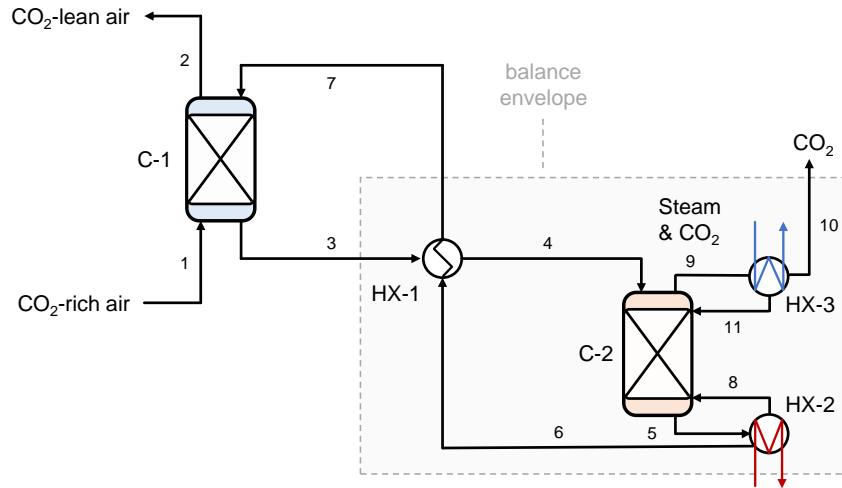 CO₂-lean air
2
7
balance
envelope
C-1
CO₂
Steam
& CO₂
10
3
4
9
1
HX-1
HX-3
CO₂-rich air
11
C-2
8
HX-2
6
5